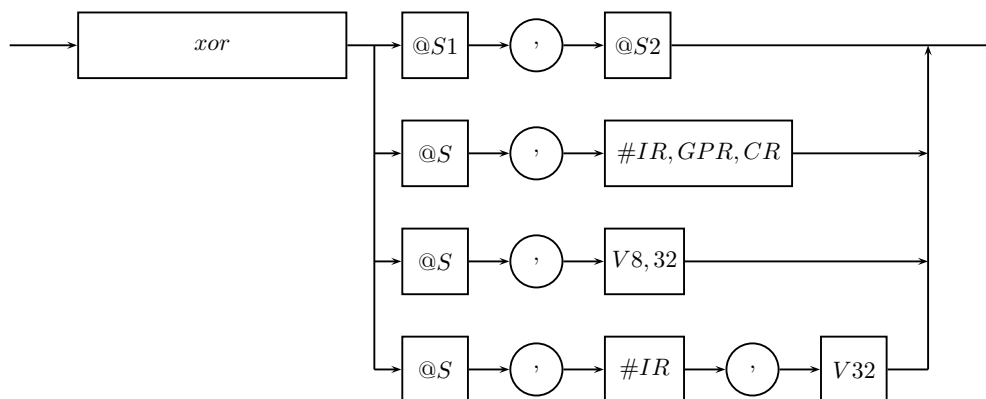 xor @S1 , @S2
@S , #IR, GPR, CR
@S , V8, 32
@S , #IR , V32